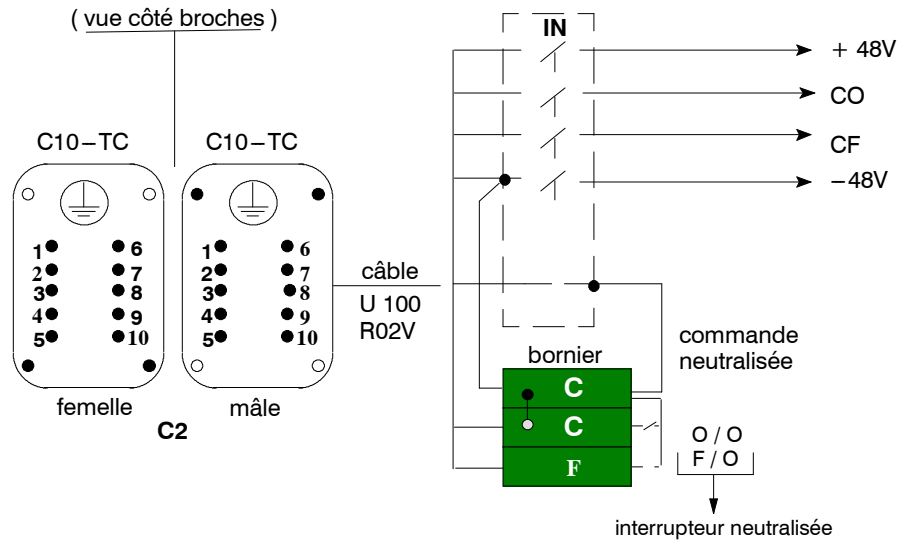 ( vue côté broches )
IN
+ 48V
CO
CF
−48V
C10−TC
C10−TC
1 6
2 7
3 8
4 9
5 10
1 6
2 7
3 8
4 9
5 10
femelle
mâle
C2
câble
U 100
R02V
commande
neutralisée
bornier
C
C
F
O / O
F / O
interrupteur neutralisée